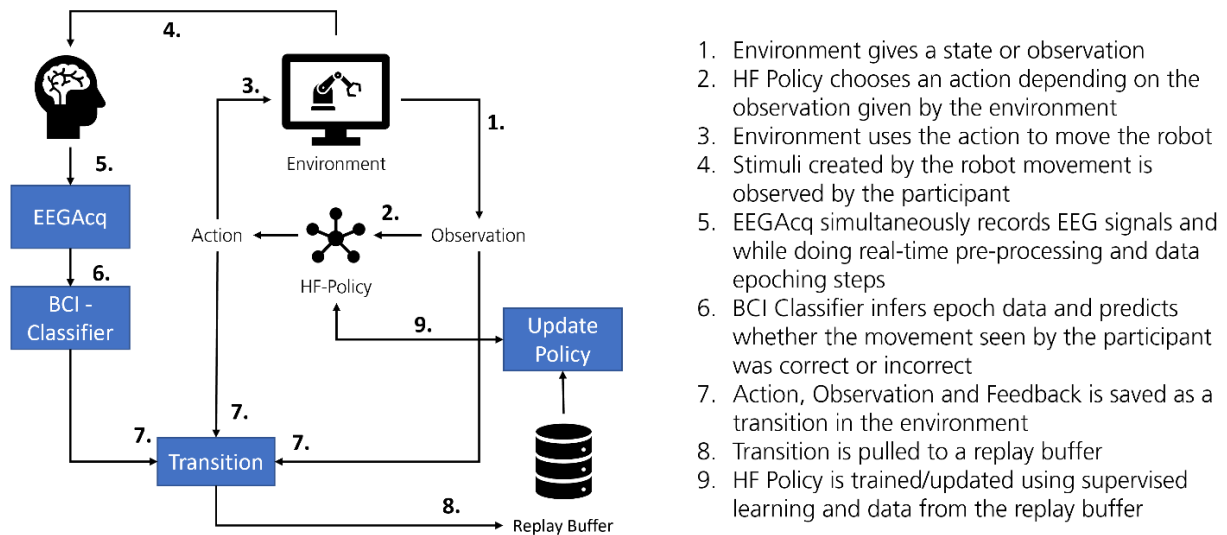 4.
3.
1.
Environment
5.
EEGAcq
2.
Action
Observation
6.
HF-Policy
BCI -
Classifier
9.
Update
Policy
7.
7.
7.
Transition
8.
Replay Buffer
1. Environment gives a state or observation
2. HF Policy chooses an action depending on the
observation given by the environment
3. Environment uses the action to move the robot
4. Stimuli created by the robot movement is
observed by the participant
5. EEGAcq simultaneously records EEG signals and
while doing real-time pre-processing and data
epoching steps
6. BCI Classifier infers epoch data and predicts
whether the movement seen by the participant
was correct or incorrect
7. Action, Observation and Feedback is saved as a
transition in the environment
8. Transition is pulled to a replay buffer
9. HF Policy is trained/updated using supervised
learning and data from the replay buffer